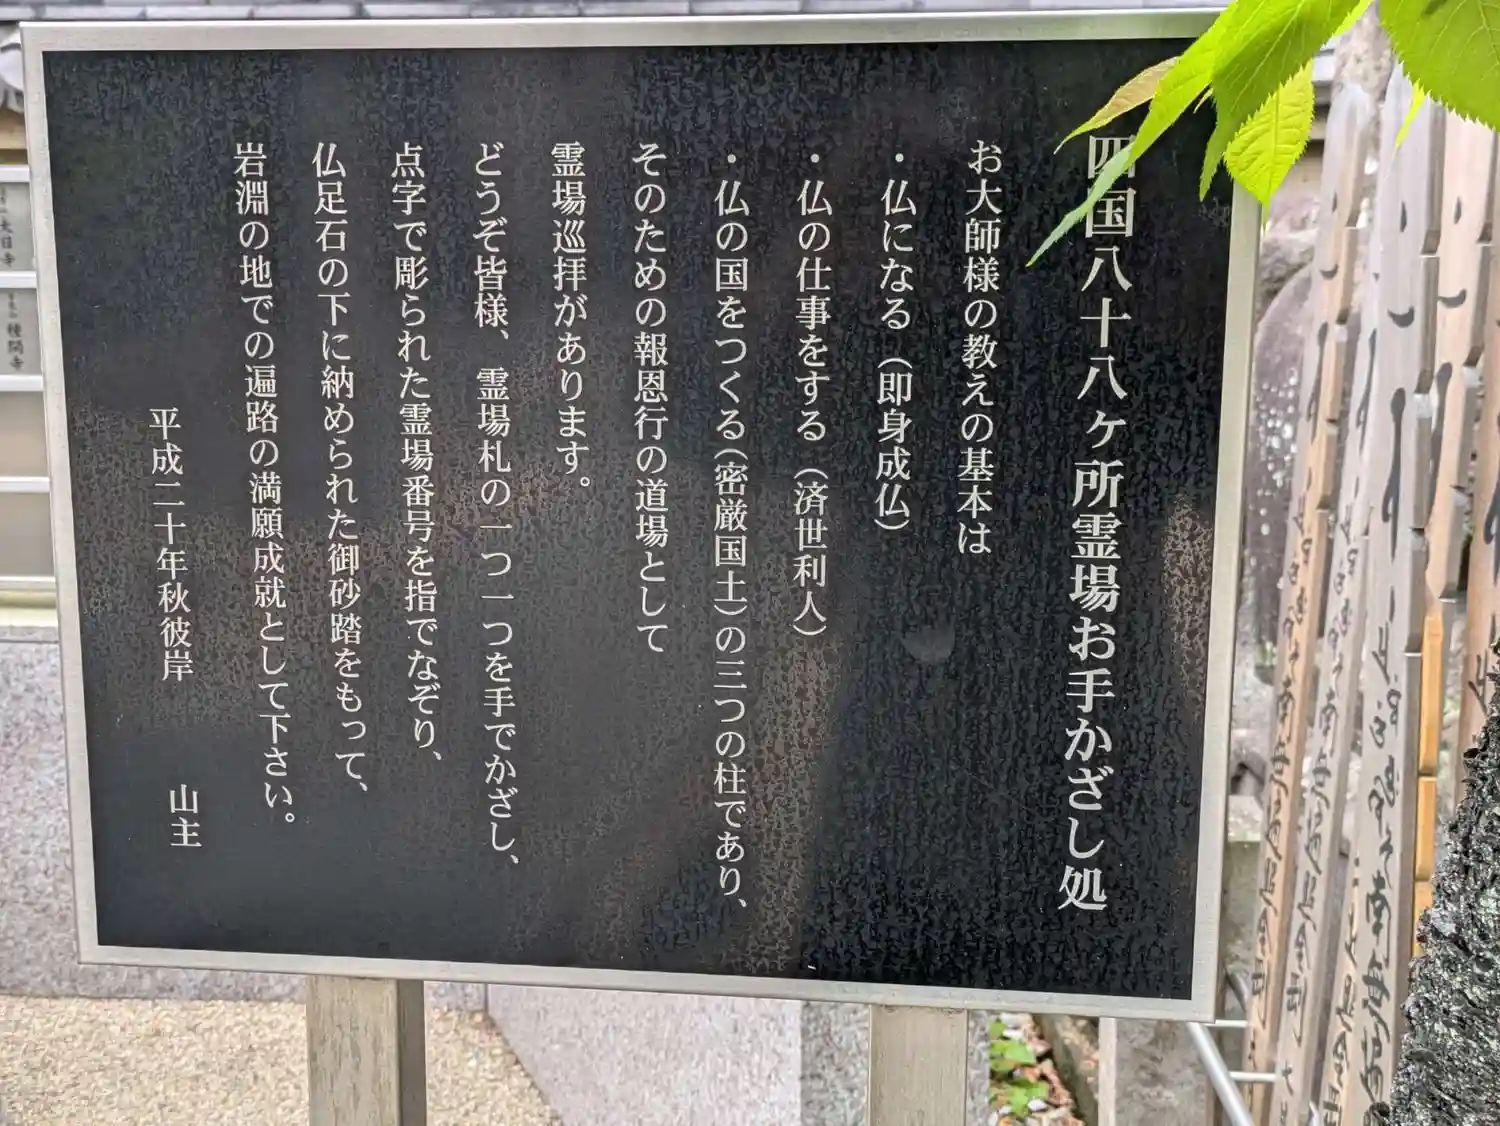 四国八十八ヶ所霊場お手かざし処
お大師様の教えの基本は
・仏になる（即身成仏）
・仏の仕事をする（済世利人）
・仏の国をつくる（密厳国土）の三つの柱であり、
そのための報恩行の道場として
霊場巡拝があります。
どうぞ皆様、霊場札の一つ一つを手でかざし、
点字で彫られた霊場番号を指でなぞり、
仏足石の下に納められた御砂踏をもって、
岩淵の地での遍路の満願成就として下さい。
平成二十年秋彼岸
山主
大日寺
種間寺